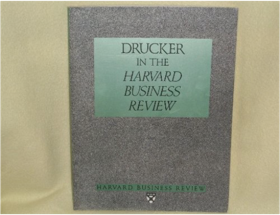 DRUCKER
IN THE
HARVARD
BUSINESS
REVIEW
HARVARD BUSINESS REVIEW